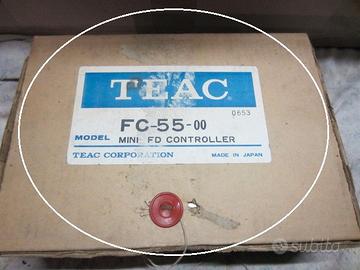 TEAC
0653
FC-55-00
MODEL MINI FD CONTROLLER
TEAC CORPORATION MADE IN JAPAN
subito